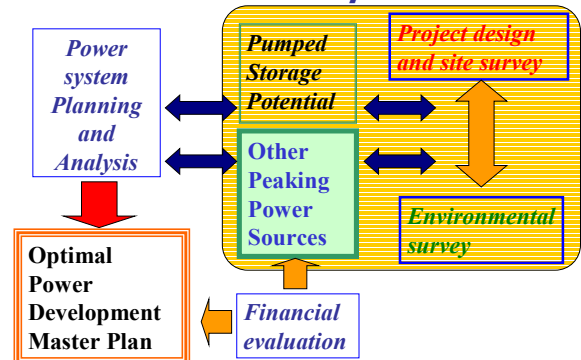 Power
system
Planning
and
Analysis
Pumped
Storage
Potential
Project design
and site survey
Other
Peaking
Power
Sources
Environmental
survey
Optimal
Power
Development
Master Plan
Financial
evaluation